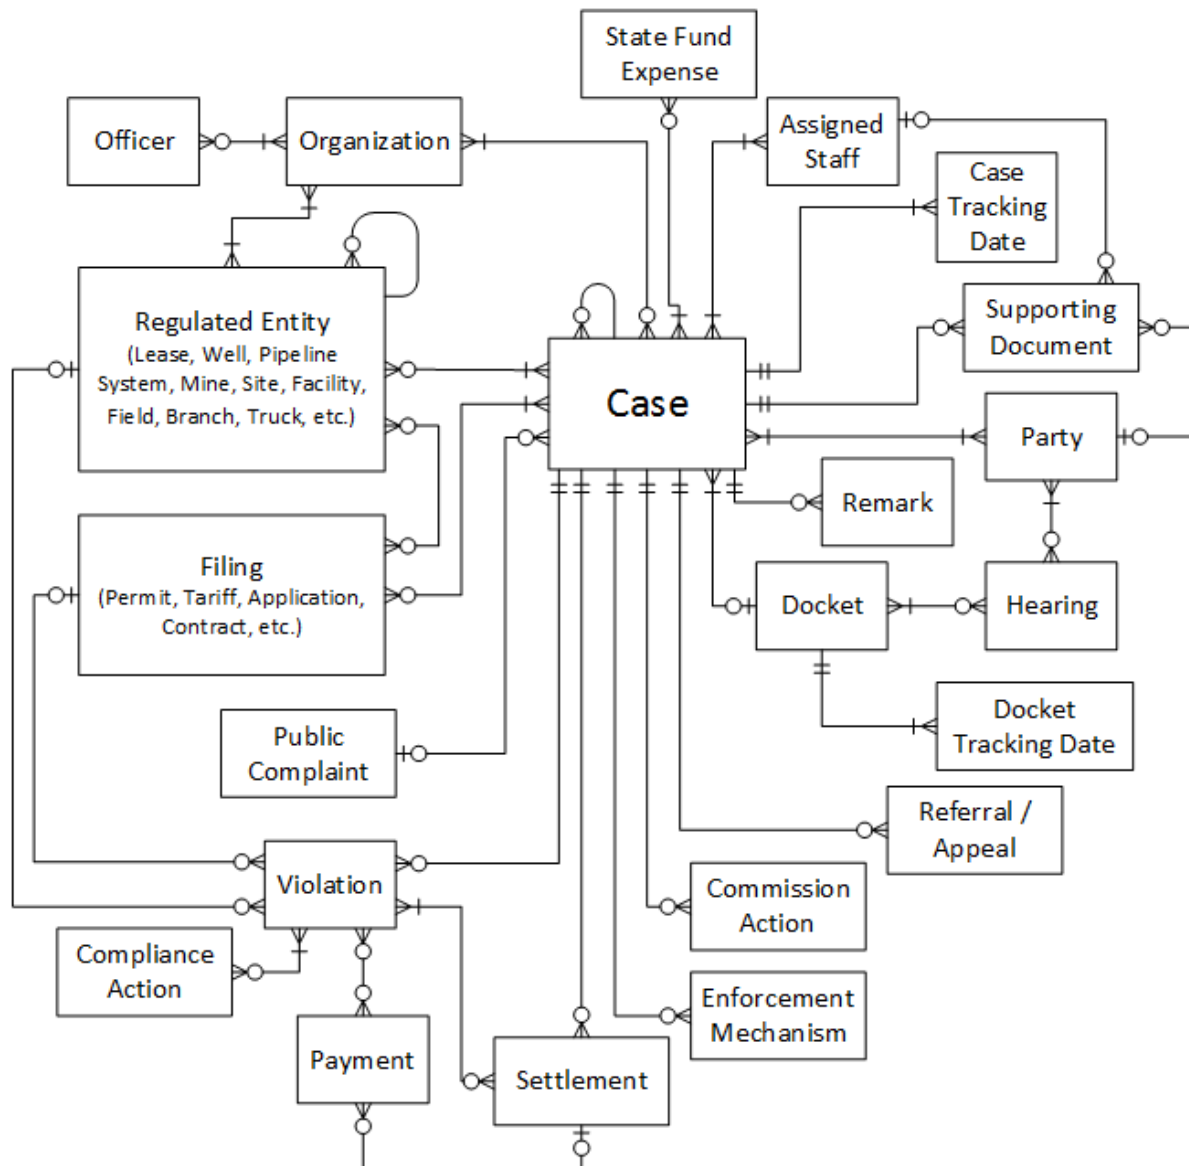 State Fund
Expense
Officer
Organization
Assigned
Staff
Case
Tracking
Date
Regulated Entity
(Lease, Well, Pipeline
System, Mine, Site, Facility,
Field, Branch, Truck, etc.)
Supporting
Document
Case
Party
Remark
Filing
(Permit, Tariff, Application,
Contract, etc.)
Docket
Hearing
Public
Complaint
Docket
Tracking Date
Referral /
Appeal
Violation
Commission
Action
Compliance
Action
Enforcement
Mechanism
Payment
Settlement